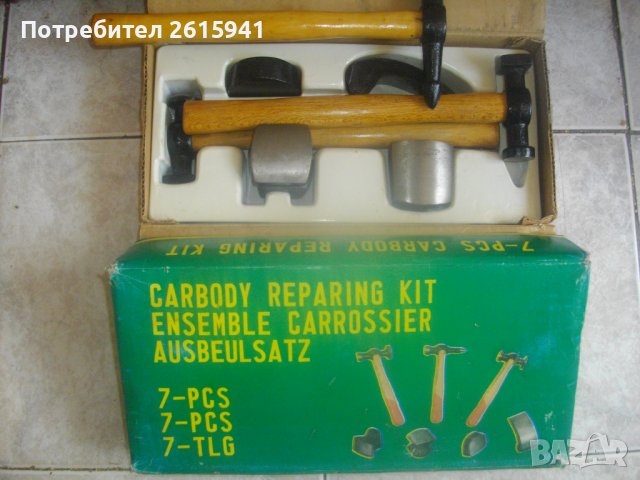 Потребител 2615941
7-PCS CARBODY REPARING KIT
CARBODY REPARING KIT
ENSEMBLE CARROSSIER
AUSBEULSATZ
7-PCS
7-PCS
7-TLG
BAZAR